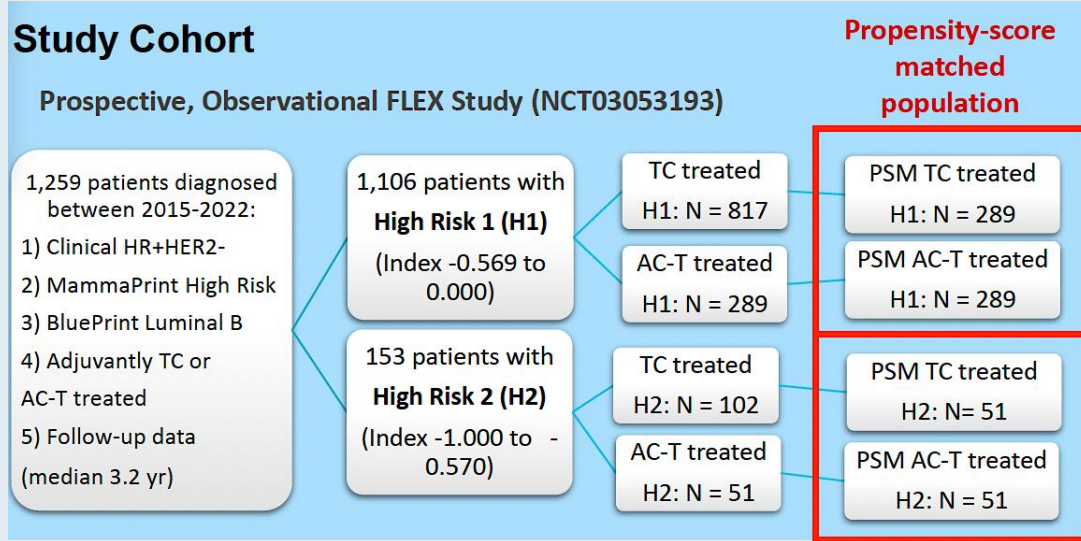 Study Cohort
Propensity-score
matched
population
Prospective, Observational FLEX Study (NCT03053193)
1,259 patients diagnosed
between 2015-2022:
1) Clinical HR+HER2-
2) MammaPrint High Risk
3) BluePrint Luminal B
4) Adjuvantly TC or
AC-T treated
5) Follow-up data
(median 3.2 yr)
1,106 patients with
High Risk 1 (H1)
(Index -0.569 to
0.000)
153 patients with
High Risk 2 (H2)
(Index -1.000 to -
0.570)
TC treated
H1: N = 817
AC-T treated
H1: N = 289
TC treated
H2: N = 102
AC-T treated
H2: N = 51
PSM TC treated
H1: N = 289
PSM AC-T treated
H1: N = 289
PSM TC treated
H2: N= 51
PSM AC-T treated
H2: N = 51